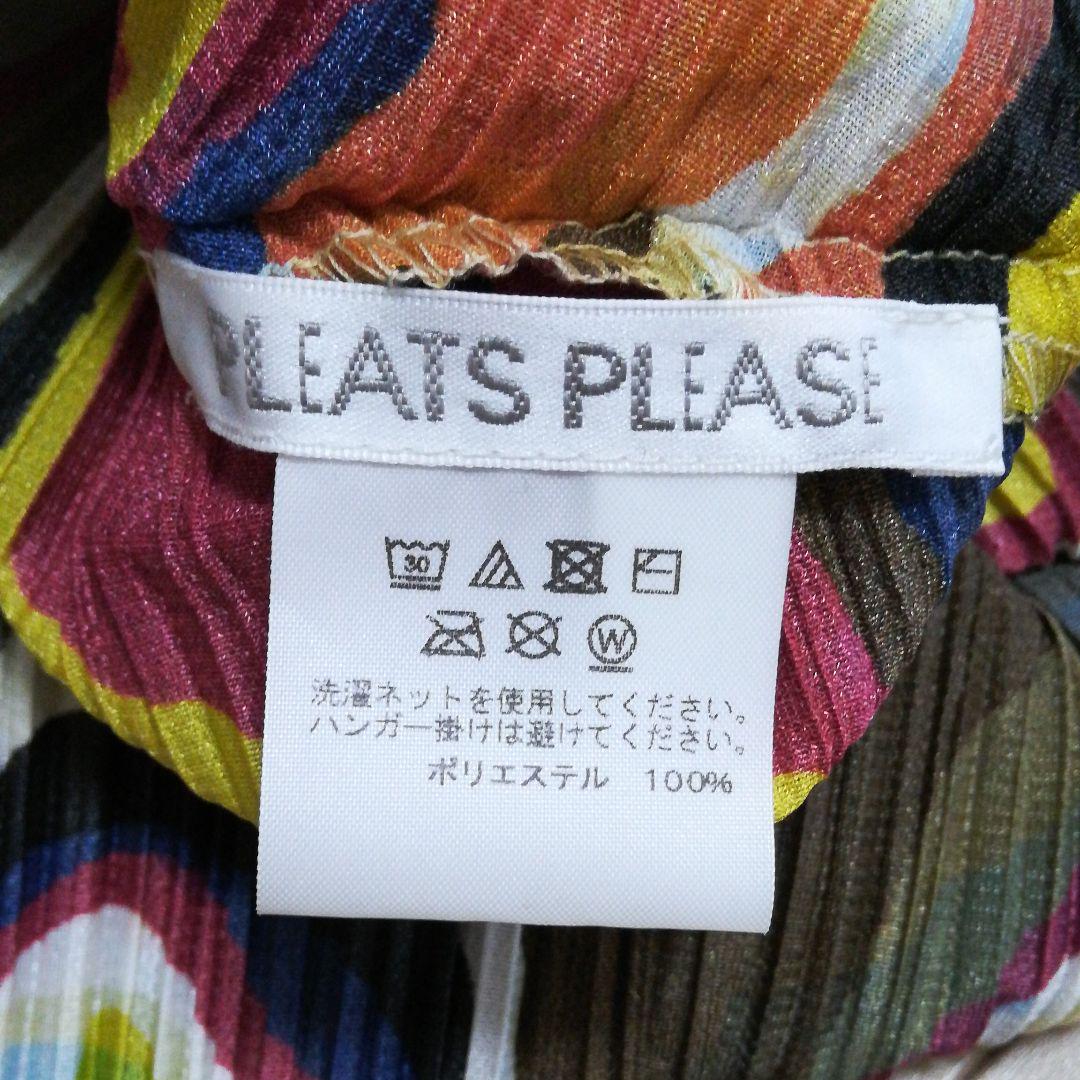 PLEATS PLEASE
30
W
洗濯ネットを使用してください。
ハンガー掛けは避けてください。
ポリエステル 100%